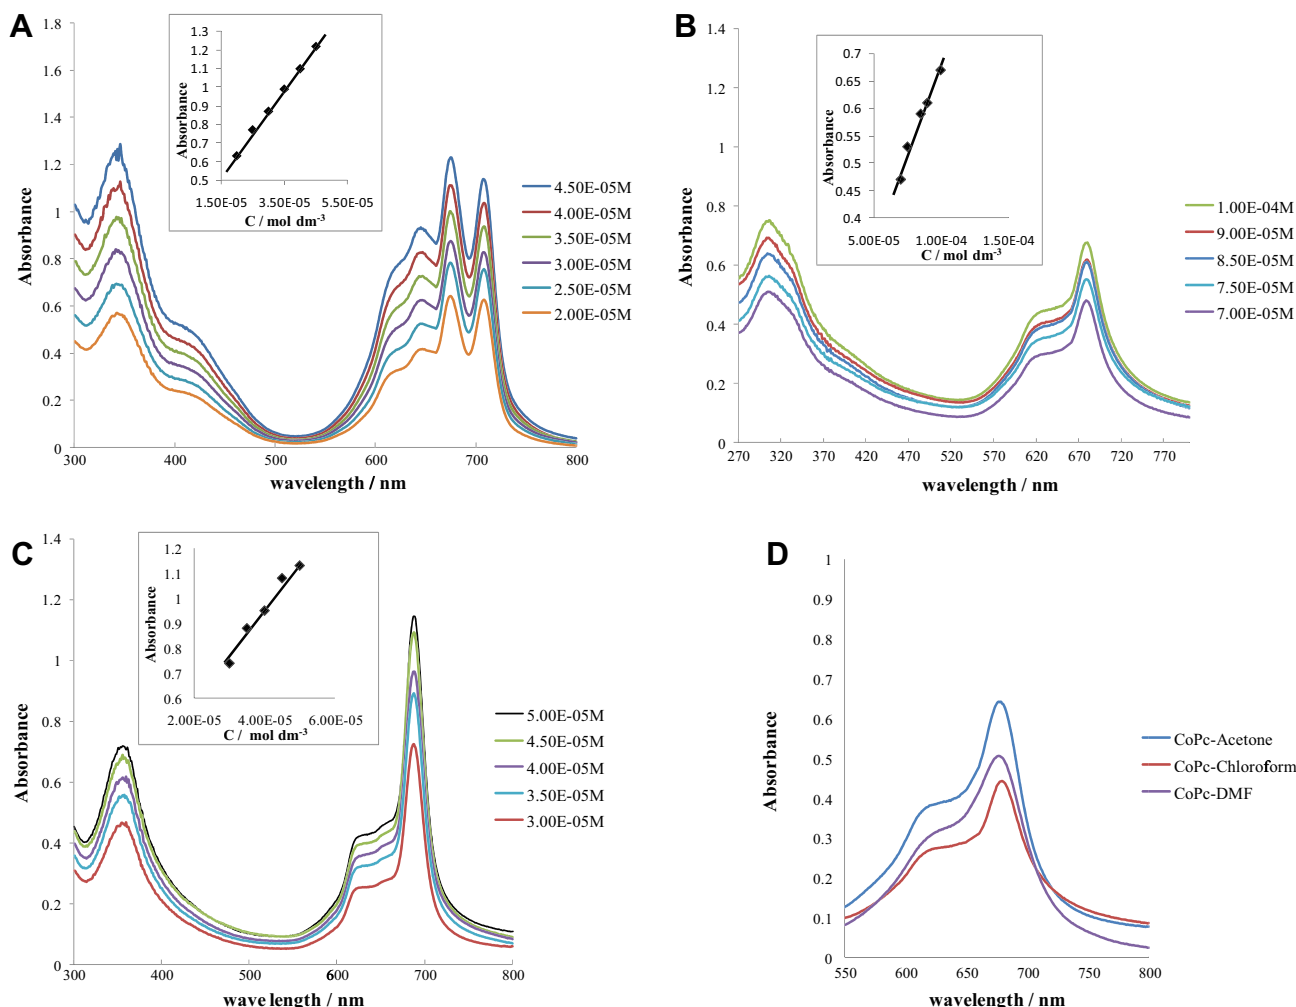 A
1.8
1.6
1.4
1.2
1
0.8
0.6
0.4
0.2
0
Absorbance
300 400 500 600 700 800
wavelength / nm
1.3
1.2
1.1
1
0.9
0.8
0.7
0.6
0.5
Absorbance
1.50E-05 3.50E-05 5.50E-05
C / mol dm-3
4.50E-05M
4.00E-05M
3.50E-05M
3.00E-05M
2.50E-05M
2.00E-05M
B
1.4
1.2
1
0.8
0.6
0.4
0.2
0
Absorbance
270 320 370 420 470 520 570 620 670 720 770
wavelength / nm
0.7
0.65
0.6
0.55
0.5
0.45
0.4
Absorbance
5.00E-05 1.00E-04 1.50E-04
C / mol dm-3
1.00E-04M
9.00E-05M
8.50E-05M
7.50E-05M
7.00E-05M
C
1.4
1.2
1
0.8
0.6
0.4
0.2
0
Absorbance
300 400 500 600 700 800
wave length / nm
1.2
1.1
1
0.9
0.8
0.7
0.6
Absorbance
2.00E-05 4.00E-05 6.00E-05
C / mol dm-3
5.00E-05M
4.50E-05M
4.00E-05M
3.50E-05M
3.00E-05M
D
1
0.9
0.8
0.7
0.6
0.5
0.4
0.3
0.2
0.1
0
Absorbance
550 600 650 700 750 800
wavelength / nm
CoPc-Acetone
CoPc-Chloroform
CoPc-DMF